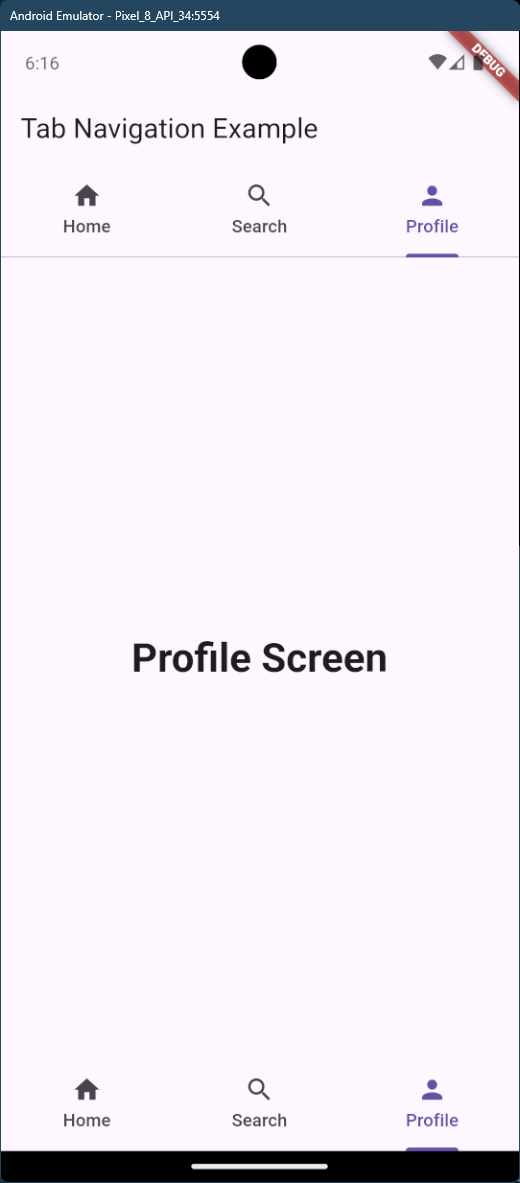 Android Emulator - Pixel_8_API_34:5554
6:16
DEBUG
Tab Navigation Example
Home Search Profile
Profile Screen
Home Search Profile